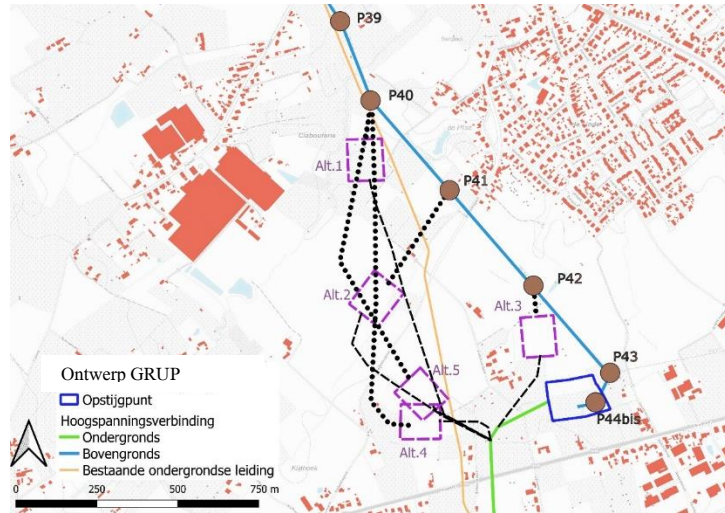 P39
P40
Claboufena
Alt.1
P41
Alt.2
P42
Alt.3
P43
Alt.5
P44bis
Alt.4
Ontwerp GRUP
Opstijgpunt
Hoogspanningsverbinding
Ondergronds
Bovengronds
Bestaande ondergrondse leiding
0 250 500 750 m